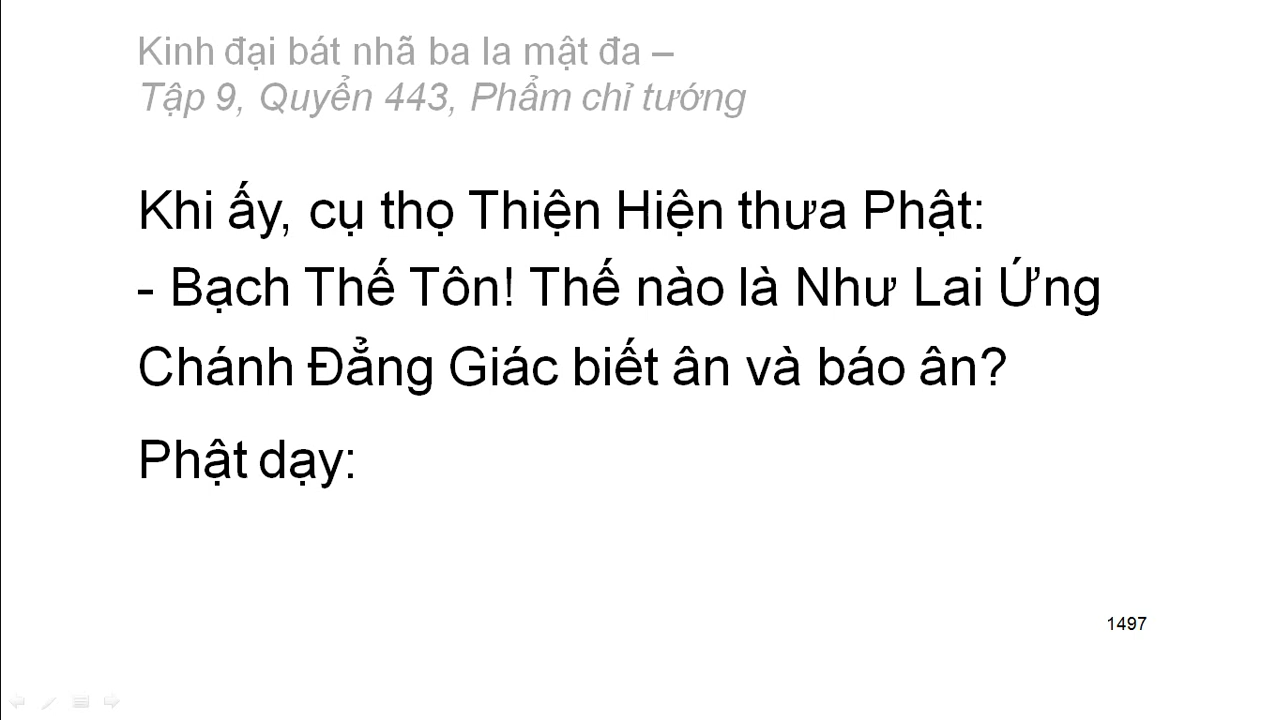 Kinh đại bát nhã ba la mật đa –
Tập 9, Quyển 443, Phẩm chỉ tướng
Khi ấy, cụ thọ Thiện Hiện thưa Phật:
- Bạch Thế Tôn! Thế nào là Như Lai Ứng
Chánh Đẳng Giác biết ân và báo ân?
Phật dạy:
1497